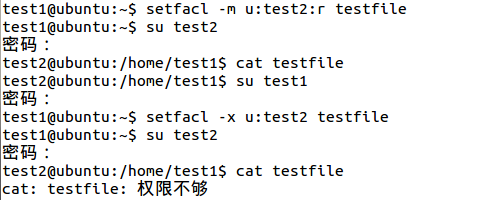 test1@ubuntu:~$ setfacl -m u:test2:r testfile
test1@ubuntu:~$ su test2
密码：
test2@ubuntu:/home/test1$ cat testfile
test2@ubuntu:/home/test1$ su test1
密码：
test1@ubuntu:~$ setfacl -x u:test2 testfile
test1@ubuntu:~$ su test2
密码：
test2@ubuntu:/home/test1$ cat testfile
cat: testfile: 权限不够